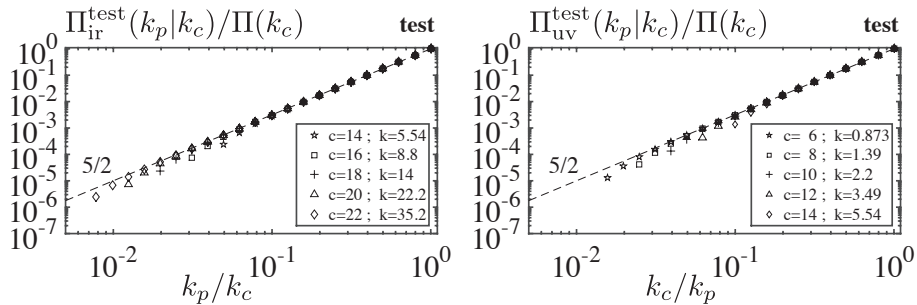 Π_ir^test(k_p|k_c)/Π(k_c) test
10^0
10^-1
10^-2
10^-3
10^-4
10^-5
10^-6
10^-7
5/2
c=14 ; k=5.54
c=16 ; k=8.8
c=18 ; k=14
c=20 ; k=22.2
c=22 ; k=35.2
10^-2 10^-1 10^0
k_p/k_c
Π_uv^test(k_p|k_c)/Π(k_c) test
10^0
10^-1
10^-2
10^-3
10^-4
10^-5
10^-6
10^-7
5/2
c= 6 ; k=0.873
c= 8 ; k=1.39
c=10 ; k=2.2
c=12 ; k=3.49
c=14 ; k=5.54
10^-2 10^-1 10^0
k_c/k_p